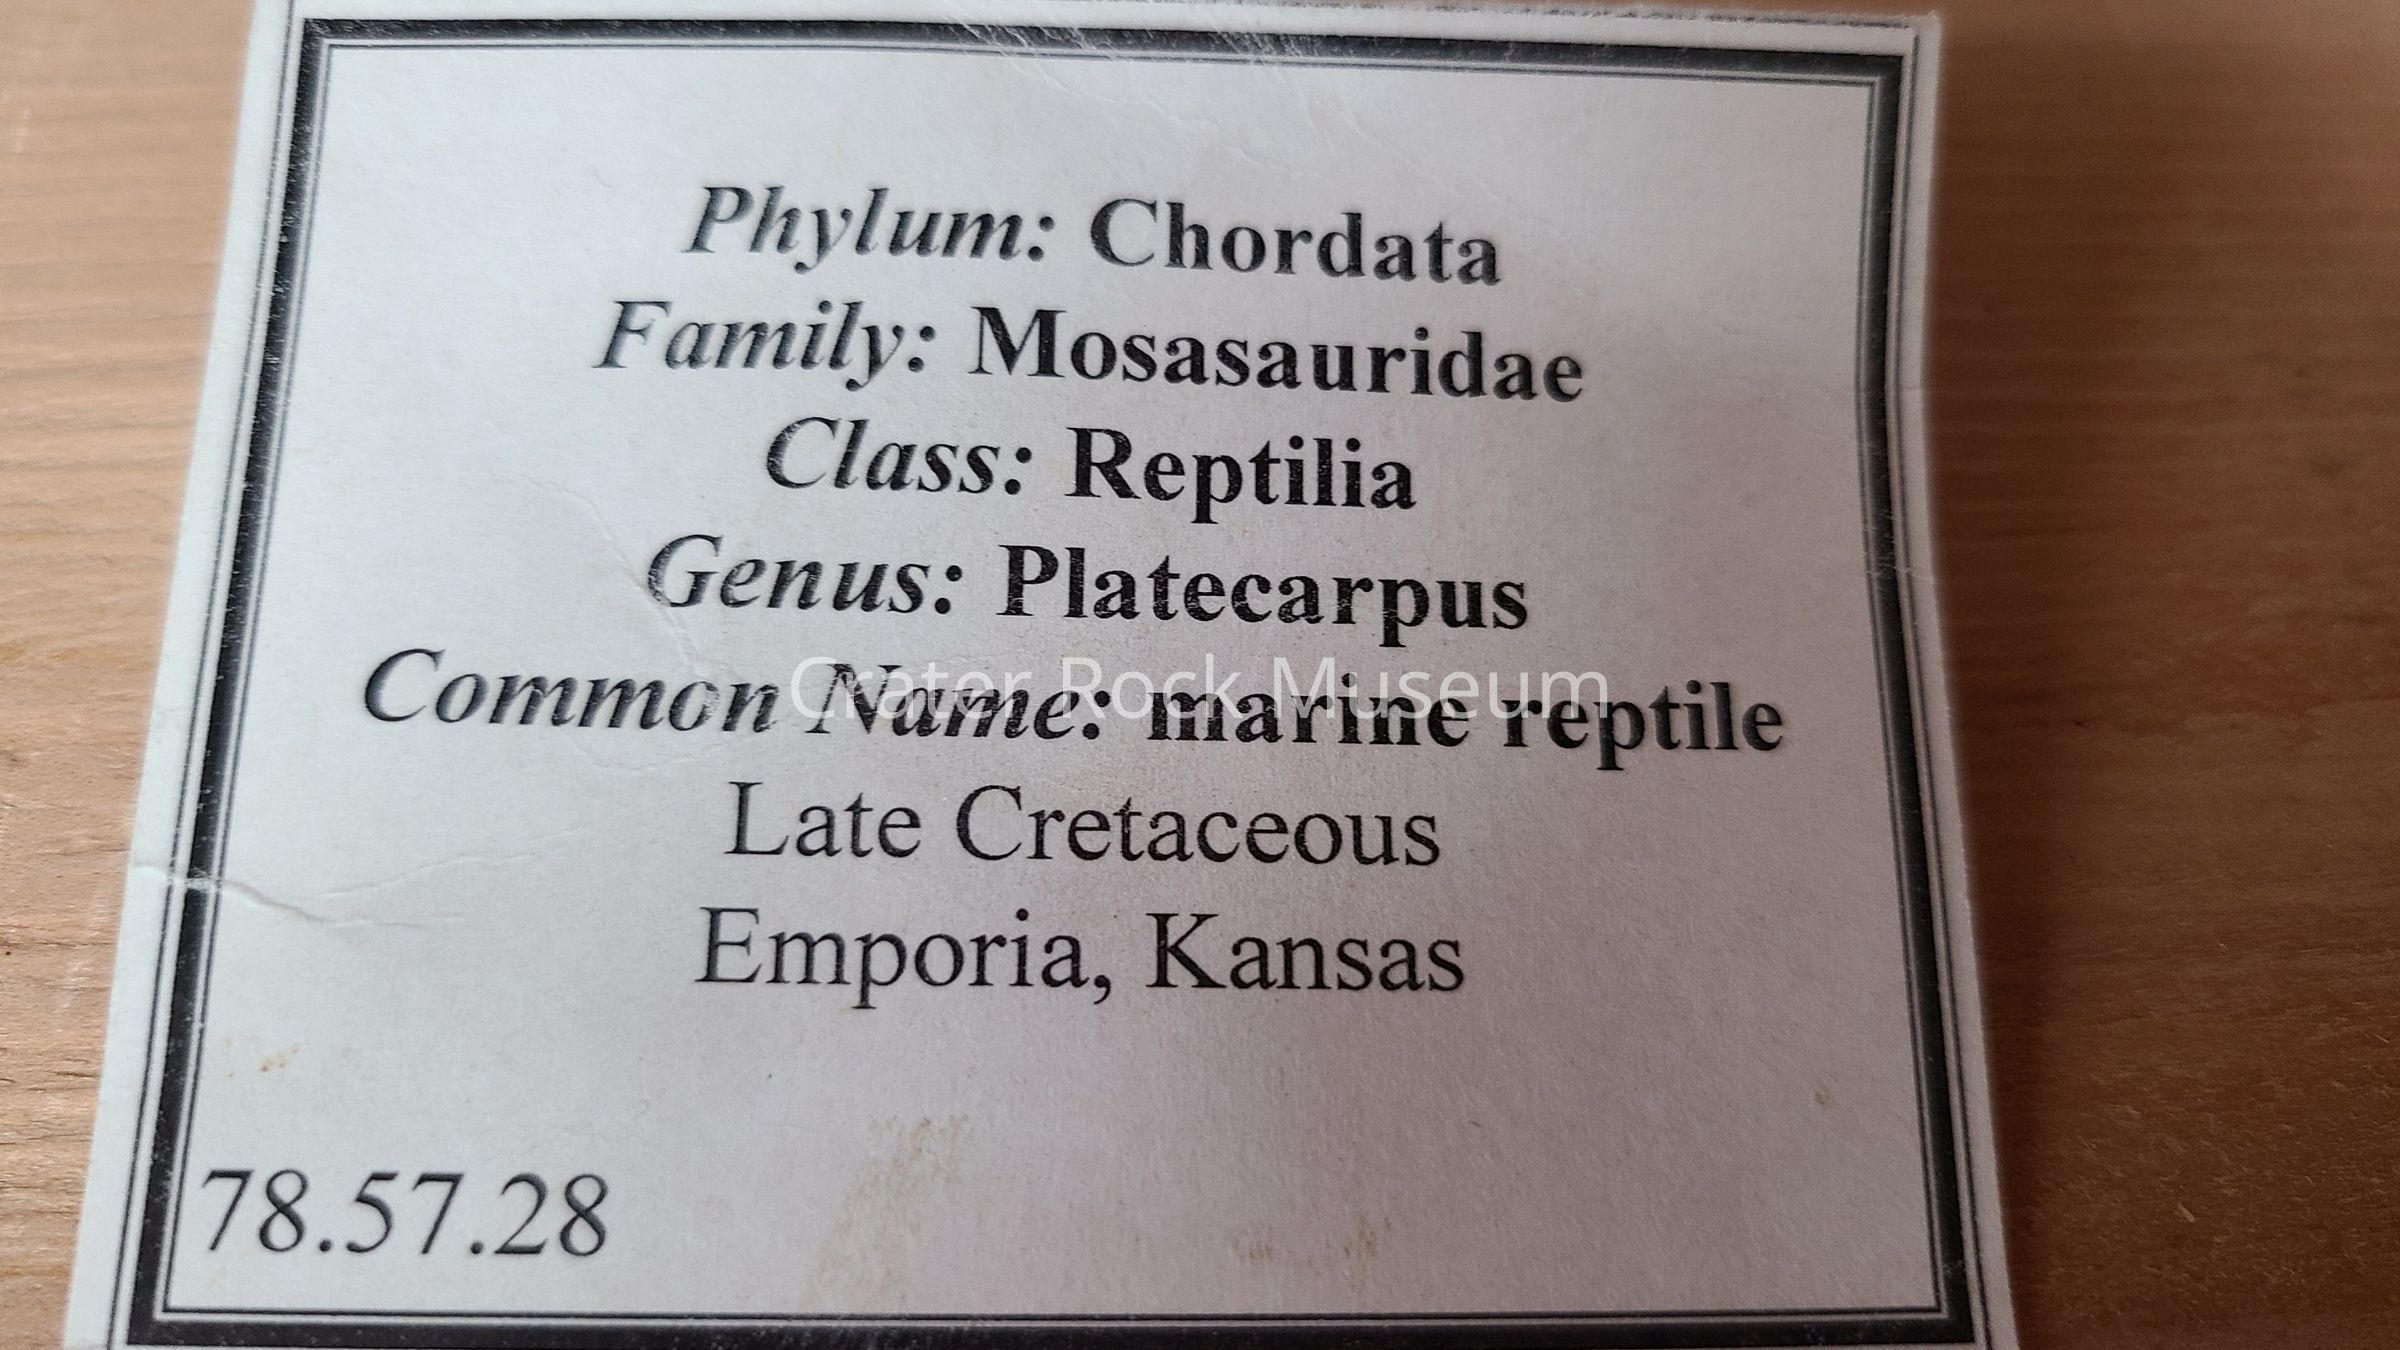 Phylum: Chordata
Family: Mosasauridae
Class: Reptilia
Genus: Platecarpus
Common Name: marine reptile
Crater Rock Museum
Late Cretaceous
Emporia, Kansas
78.57.28